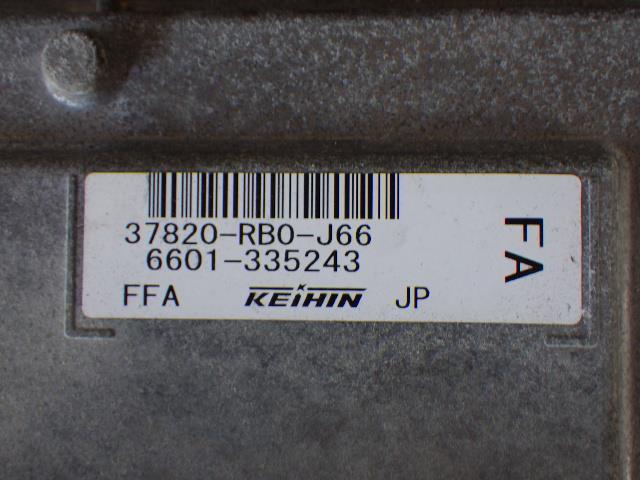 37820-RB0-J66
6601-335243
FFA KEIHIN JP
FA